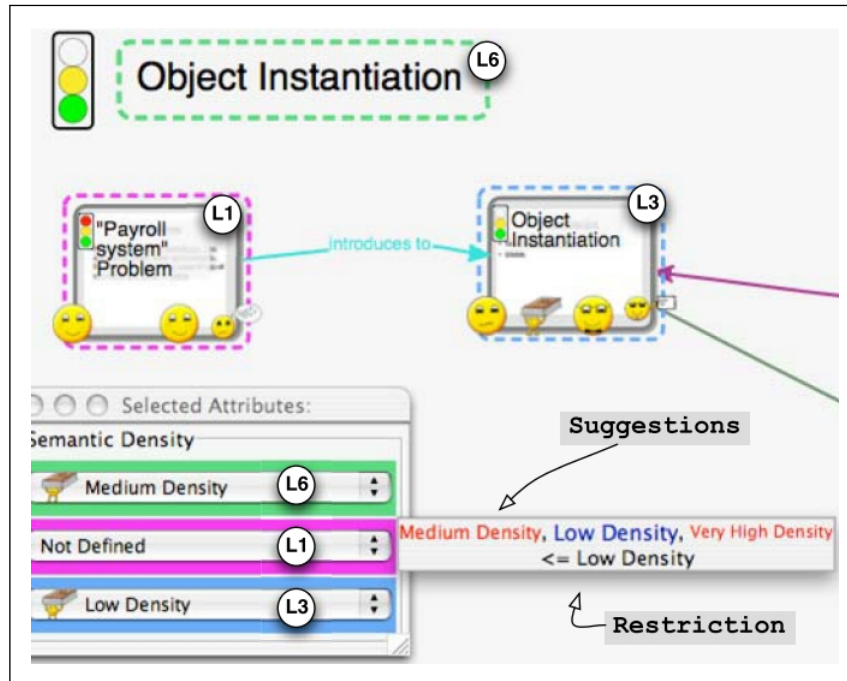 Object Instantiation
L6
L1
"Payroll
system"
Problem
introduces to
L3
Object
Instantiation
Selected Attributes:
Semantic Density
Medium Density
L6
Not Defined
L1
Low Density
L3
Suggestions
Medium Density, Low Density, Very High Density
<= Low Density
Restriction